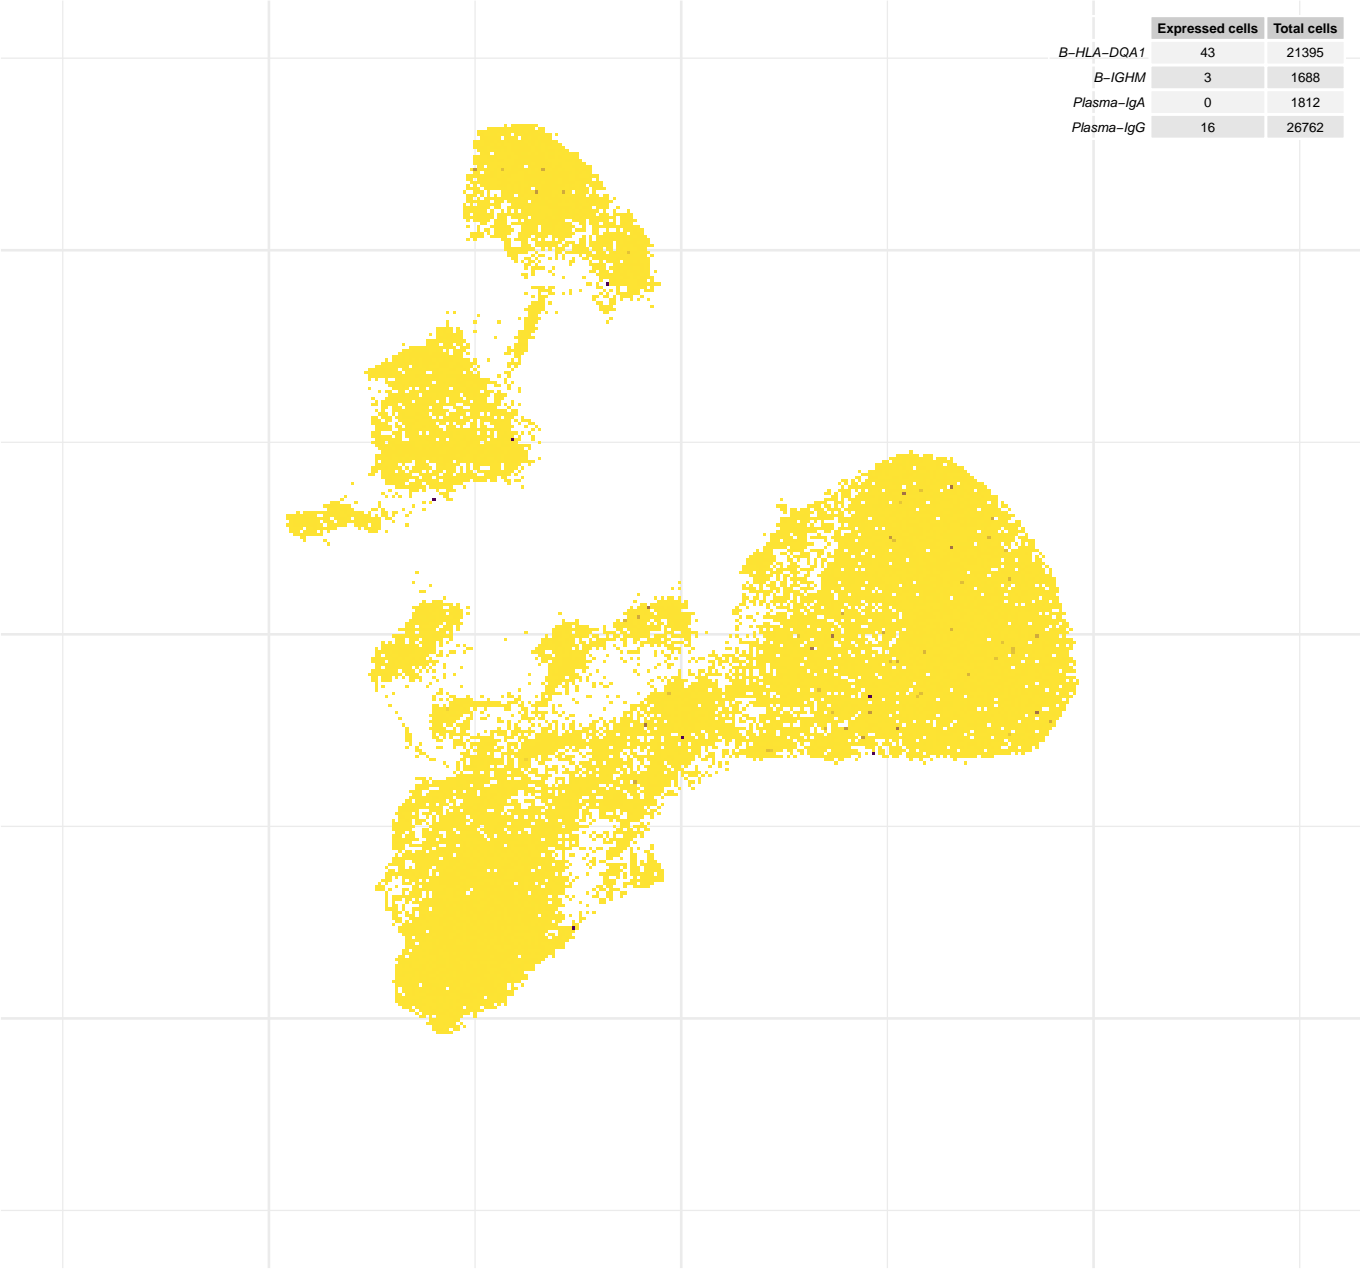 Expressed cells Total cells
B−HLA−DQA1 43 21395
B−IGHM 3 1688
Plasma−IgA 0 1812
Plasma−IgG 16 26762